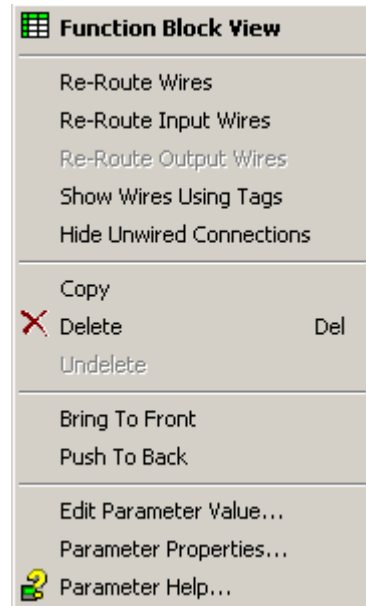 Function Block View
Re-Route Wires
Re-Route Input Wires
Re-Route Output Wires
Show Wires Using Tags
Hide Unwired Connections
Copy
Delete Del
Undelete
Bring To Front
Push To Back
Edit Parameter Value...
Parameter Properties...
Parameter Help...